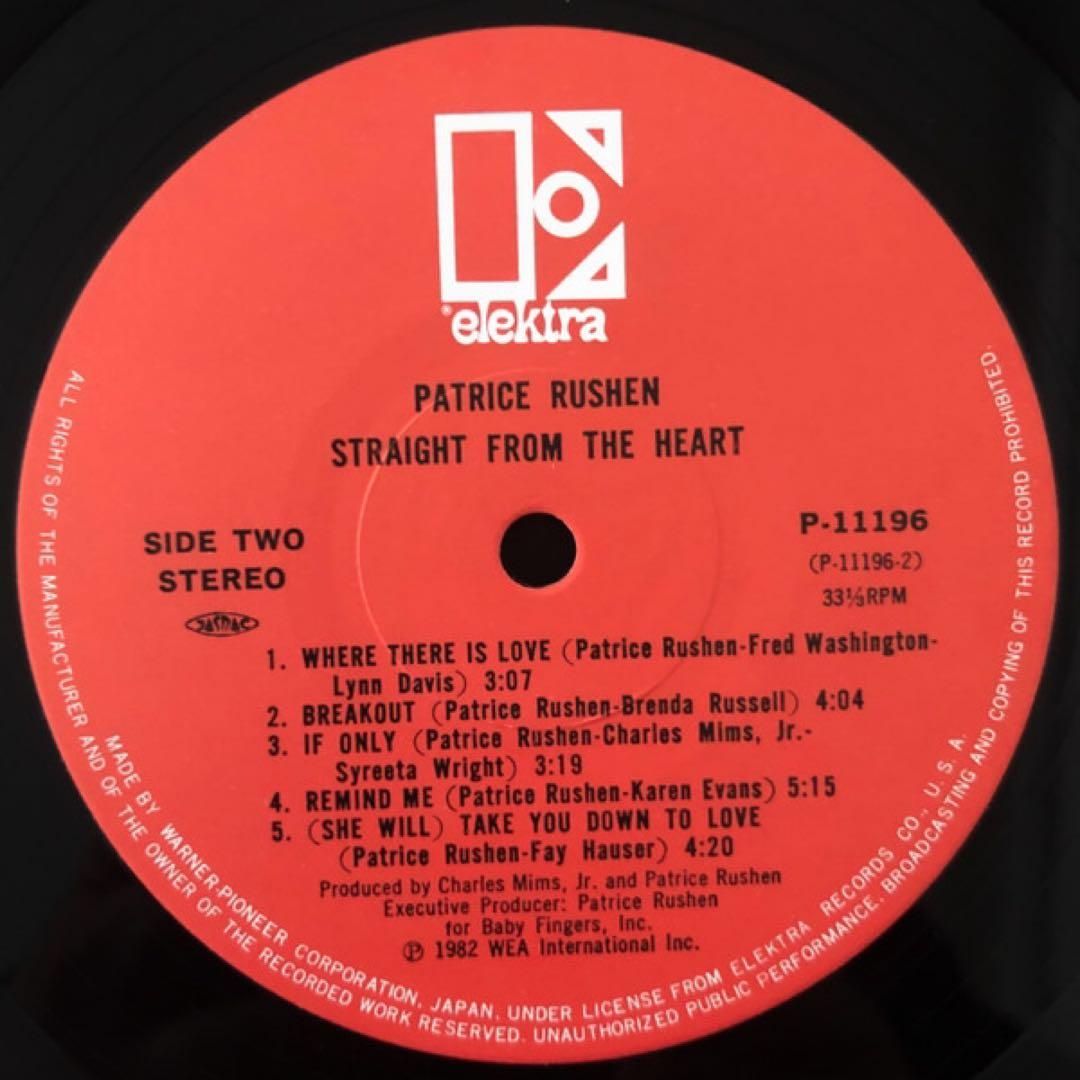 ®elektra
PATRICE RUSHEN
STRAIGHT FROM THE HEART
SIDE TWO
STEREO
JASRAC
P-11196
(P-11196-2)
33⅓RPM
1. WHERE THERE IS LOVE (Patrice Rushen-Fred Washington-
Lynn Davis) 3:07
2. BREAKOUT (Patrice Rushen-Brenda Russell) 4:04
3. IF ONLY (Patrice Rushen-Charles Mims, Jr.-
Syreeta Wright) 3:19
4. REMIND ME (Patrice Rushen-Karen Evans) 5:15
5. (SHE WILL) TAKE YOU DOWN TO LOVE
(Patrice Rushen-Fay Hauser) 4:20
Produced by Charles Mims, Jr. and Patrice Rushen
Executive Producer: Patrice Rushen
for Baby Fingers, Inc.
℗ 1982 WEA International Inc.
MADE BY WARNER-PIONEER CORPORATION, JAPAN, UNDER LICENSE FROM ELEKTRA RECORDS CO., U. S. A.
ALL RIGHTS OF THE MANUFACTURER AND OF THE OWNER OF THE RECORDED WORK RESERVED. UNAUTHORIZED PUBLIC PERFORMANCE, BROADCASTING AND COPYING OF THIS RECORD PROHIBITED.